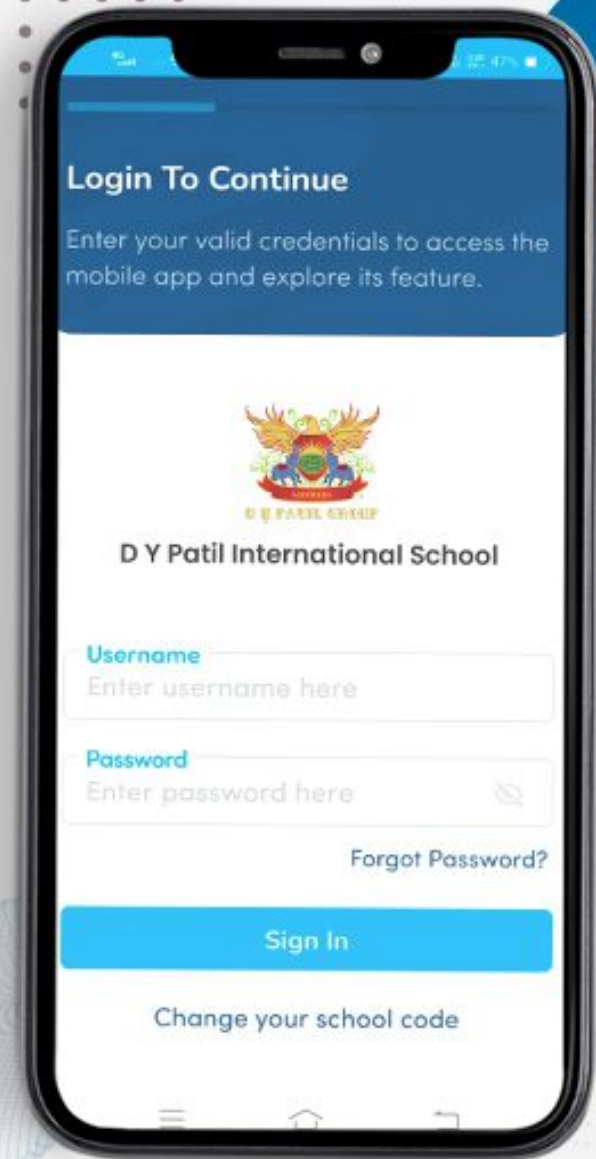 47%
Login To Continue
Enter your valid credentials to access the
mobile app and explore its feature.
D Y PATIL GROUP
D Y Patil International School
Username
Enter username here
Password
Enter password here
Forgot Password?
Sign In
Change your school code